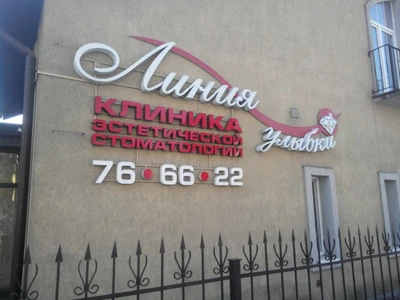 Линия
улыбки
КЛИНИКА
ЭСТЕТИЧЕСКОЙ
СТОМАТОЛОГИИ
76•66•22